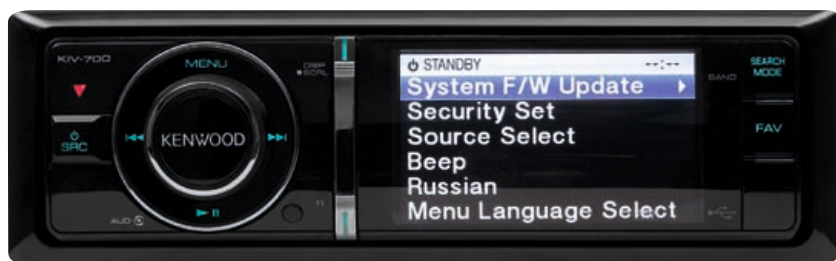 KIV-700
MENU
DISP
SCRL
SRC
KENWOOD
AUD
STANDBY --:--
System F/W Update
Security Set
Source Select
Beep
Russian
Menu Language Select
BAND
SEARCH
MODE
FAV